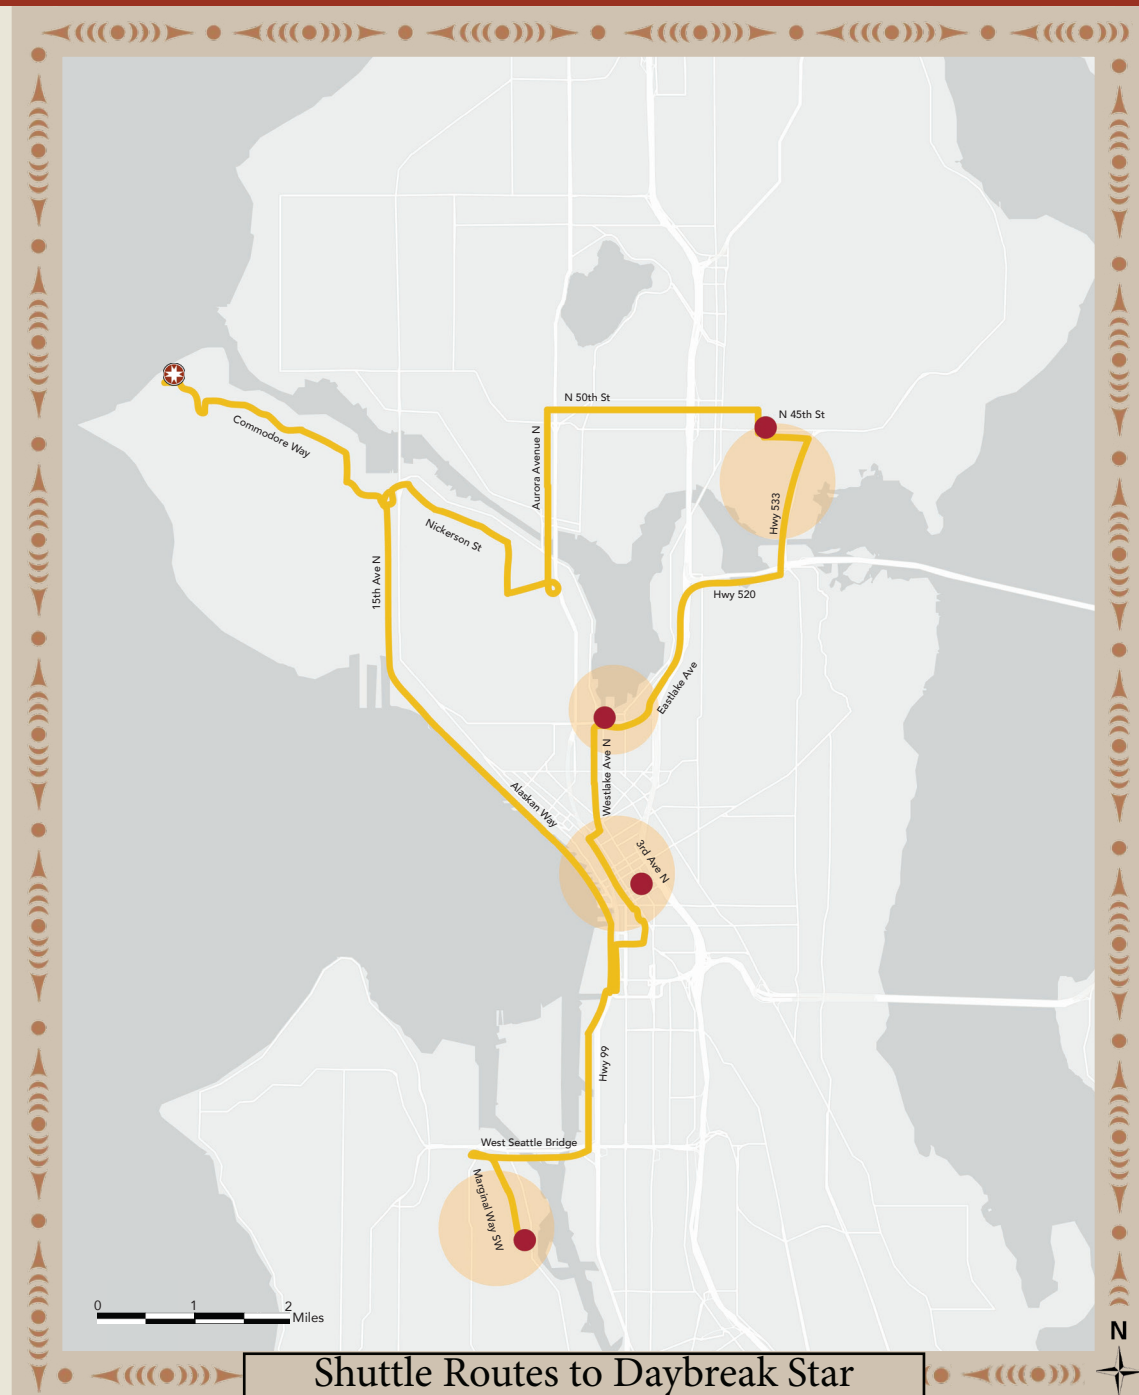 N 50th St
N 45th St
Commodore Way
Aurora Avenue N
Hwy 533
Nickerson St
15th Ave N
Hwy 520
Eastlake Ave
Westlake Ave N
Alaskan Way
3rd Ave N
Hwy 99
West Seattle Bridge
Marginal Way SW
0 1 2
Miles
N
Shuttle Routes to Daybreak Star